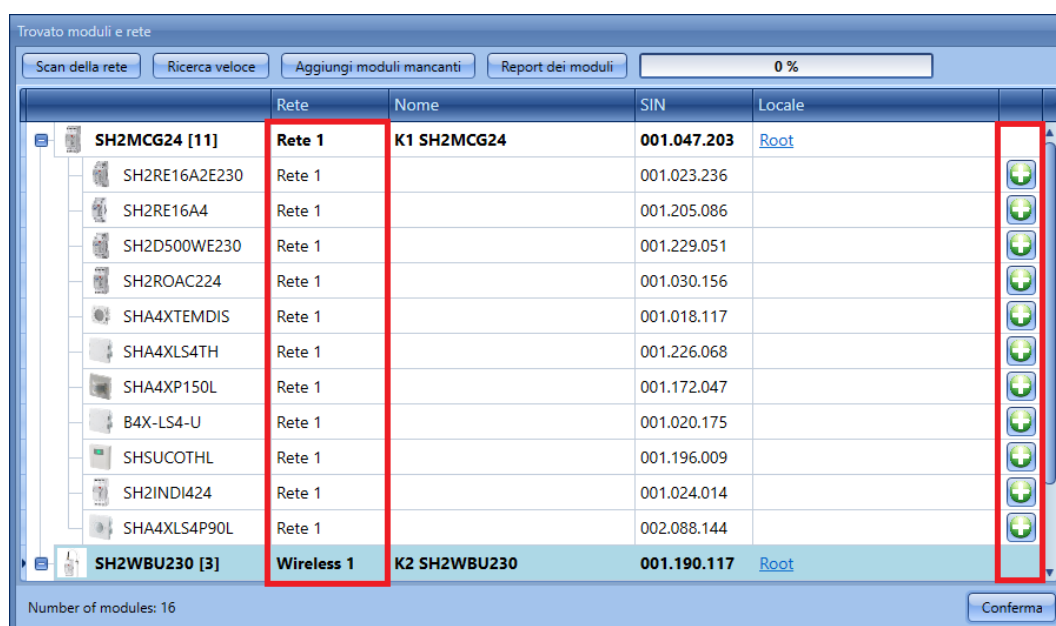 Trovato moduli e rete
Scan della rete Ricerca veloce Aggiungi moduli mancanti Report dei moduli 0 %
Rete Nome SIN Locale
SH2MCG24 [11] Rete 1 K1 SH2MCG24 001.047.203 Root
SH2RE16A2E230 Rete 1 001.023.236
SH2RE16A4 Rete 1 001.205.086
SH2D500WE230 Rete 1 001.229.051
SH2ROAC224 Rete 1 001.030.156
SHA4XTEMDIS Rete 1 001.018.117
SHA4XLS4TH Rete 1 001.226.068
SHA4XP150L Rete 1 001.172.047
B4X-LS4-U Rete 1 001.020.175
SHSUCOTHL Rete 1 001.196.009
SH2INDI424 Rete 1 001.024.014
SHA4XLS4P90L Rete 1 002.088.144
SH2WBU230 [3] Wireless 1 K2 SH2WBU230 001.190.117 Root
Number of modules: 16 Conferma